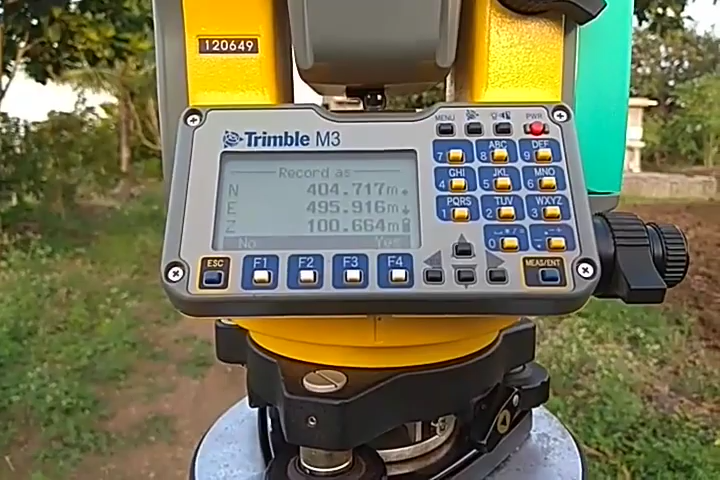 120649
Trimble M3
MENU PWR
Record as
N 404.717m
E 495.916m
Z 100.664m
No Yes
7 8 ABC 9 DEF
4 GHI 5 JKL 6 MNO
1 PQRS 2 TUV 3 WXYZ
0
ESC F1 F2 F3 F4 MEAS/ENT